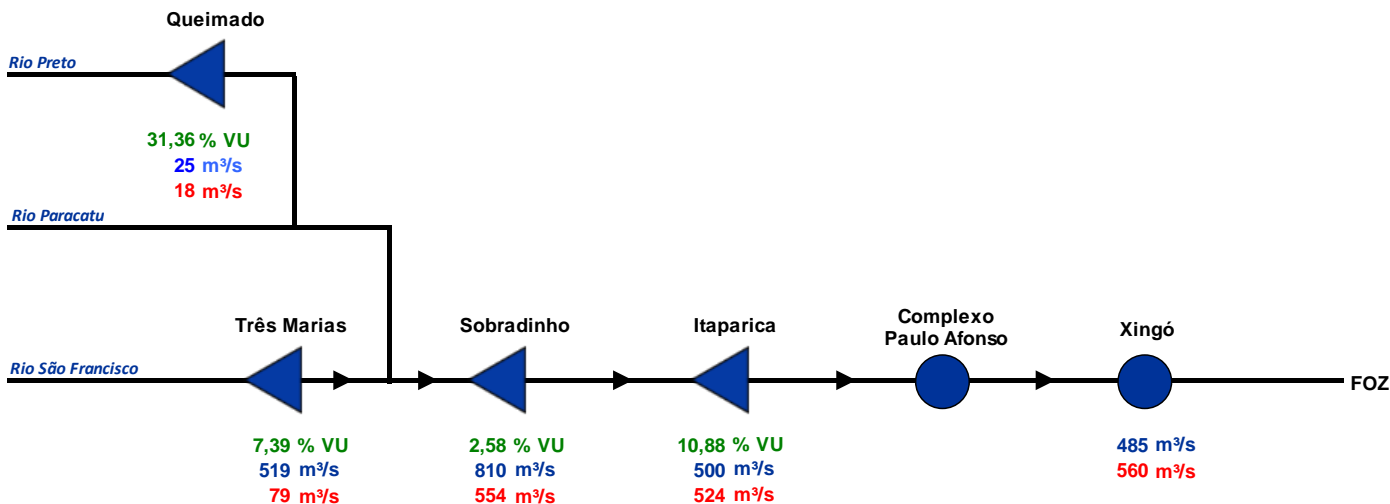 Queimado
Rio Preto
31,36 % VU
25 m³/s
18 m³/s
Rio Paracatu
Três Marias
Sobradinho
Itaparica
Complexo
Paulo Afonso
Xingó
Rio São Francisco
FOZ
7,39 % VU
519 m³/s
79 m³/s
2,58 % VU
810 m³/s
554 m³/s
10,88 % VU
500 m³/s
524 m³/s
485 m³/s
560 m³/s